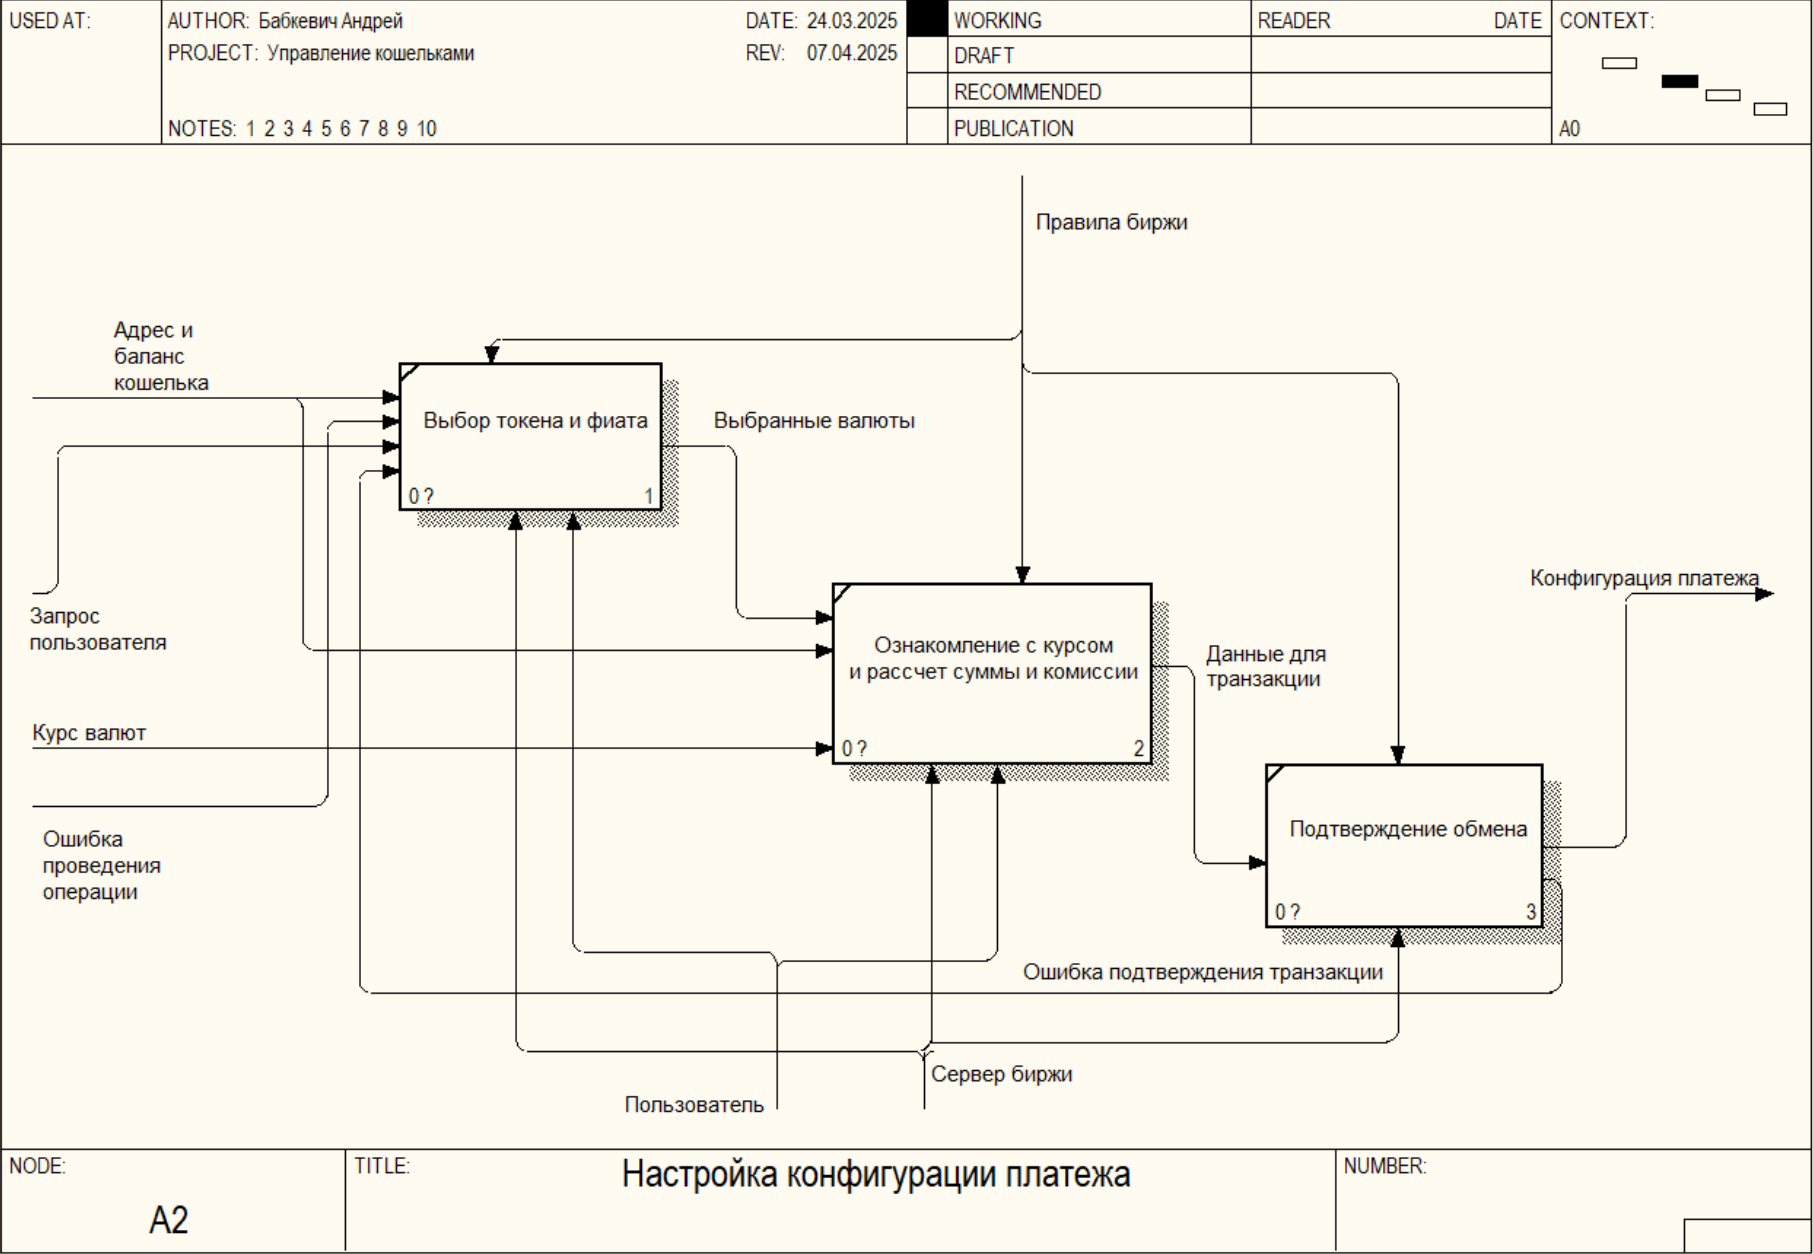 USED AT:
AUTHOR: Бабкевич Андрей
DATE: 24.03.2025
PROJECT: Управление кошельками
REV: 07.04.2025
NOTES: 1 2 3 4 5 6 7 8 9 10
WORKING
DRAFT
RECOMMENDED
PUBLICATION
READER DATE
CONTEXT:
A0
Правила биржи
Адрес и
баланс
кошелька
Выбор токена и фиата
0 ? 1
Выбранные валюты
Запрос
пользователя
Конфигурация платежа
Ознакомление с курсом
и рассчет суммы и комиссии
0 ? 2
Данные для
транзакции
Курс валют
Ошибка
проведения
операции
Подтверждение обмена
0 ? 3
Ошибка подтверждения транзакции
Сервер биржи
Пользователь
NODE:
A2
TITLE:
Настройка конфигурации платежа
NUMBER: